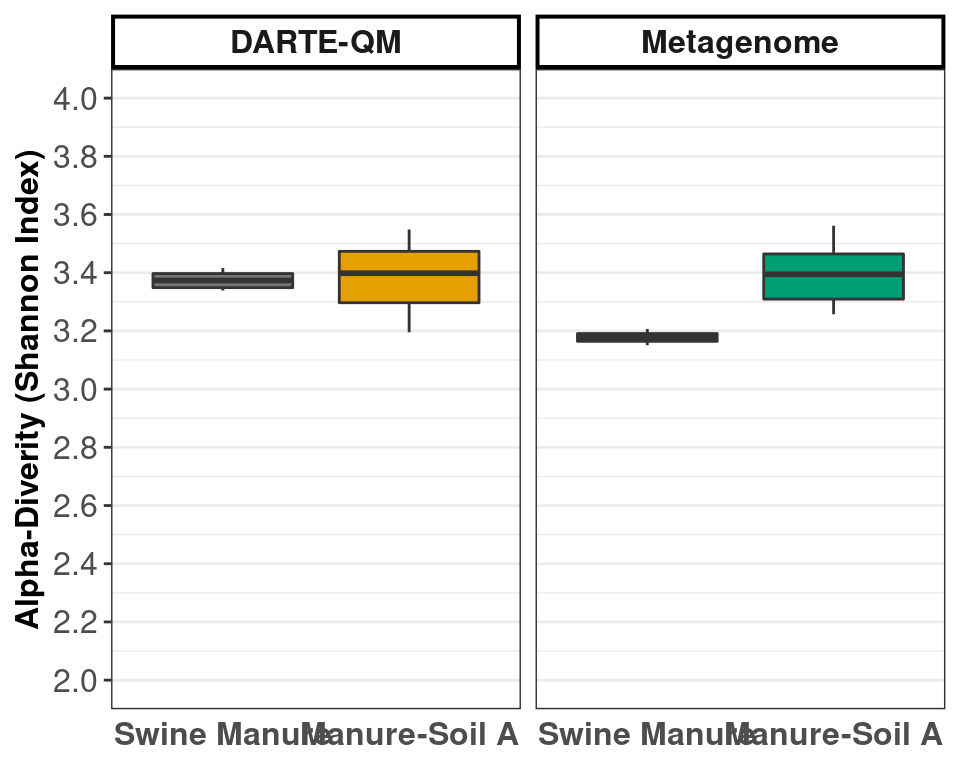 DARTE-QM
Metagenome
Alpha-Diverity (Shannon Index)
4.0
3.8
3.6
3.4
3.2
3.0
2.8
2.6
2.4
2.2
2.0
Swine Manure Manure-Soil A Swine Manure Manure-Soil A